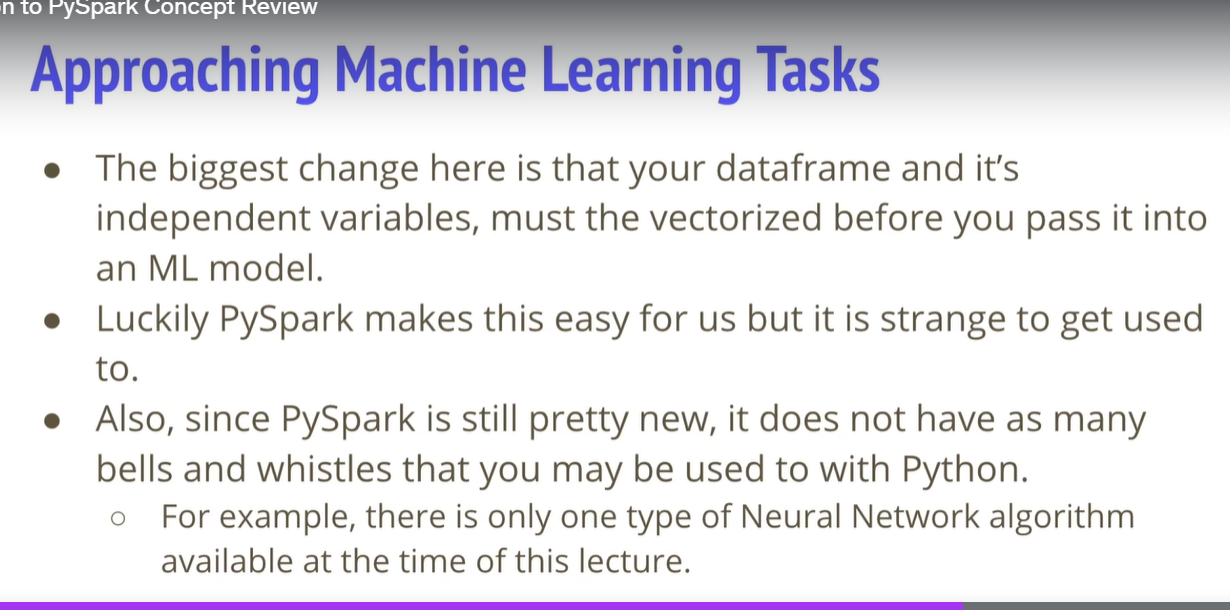 n to PySpark Concept Review
Approaching Machine Learning Tasks
● The biggest change here is that your dataframe and it’s
independent variables, must the vectorized before you pass it into
an ML model.
● Luckily PySpark makes this easy for us but it is strange to get used
to.
● Also, since PySpark is still pretty new, it does not have as many
bells and whistles that you may be used to with Python.
○ For example, there is only one type of Neural Network algorithm
available at the time of this lecture.